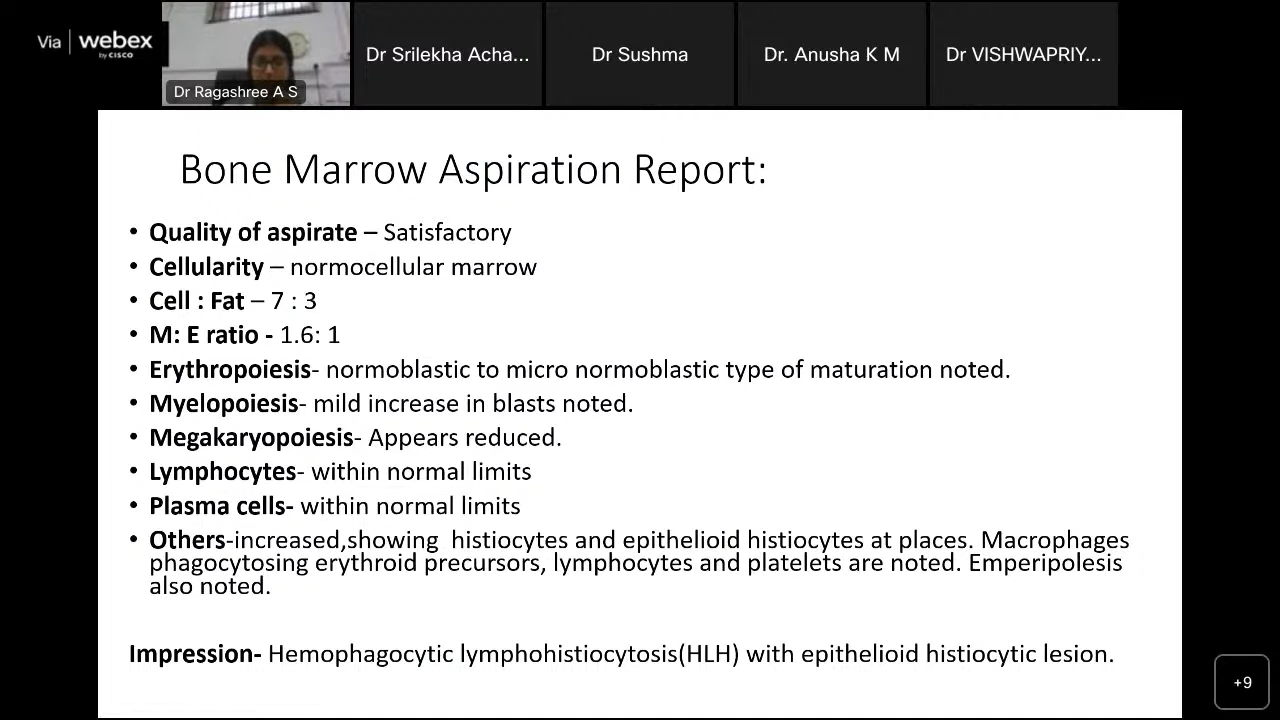 Via | webex
by CISCO
Dr Ragashree A S
Dr Srilekha Acha...
Dr Sushma
Dr. Anusha K M
Dr VISHWAPRIY...
Bone Marrow Aspiration Report:
• Quality of aspirate – Satisfactory
• Cellularity – normocellular marrow
• Cell : Fat – 7 : 3
• M: E ratio - 1.6: 1
• Erythropoiesis- normoblastic to micro normoblastic type of maturation noted.
• Myelopoiesis- mild increase in blasts noted.
• Megakaryopoiesis- Appears reduced.
• Lymphocytes- within normal limits
• Plasma cells- within normal limits
• Others-increased,showing histiocytes and epithelioid histiocytes at places. Macrophages
phagocytosing erythroid precursors, lymphocytes and platelets are noted. Emperipolesis
also noted.
Impression- Hemophagocytic lymphohistiocytosis(HLH) with epithelioid histiocytic lesion.
+9